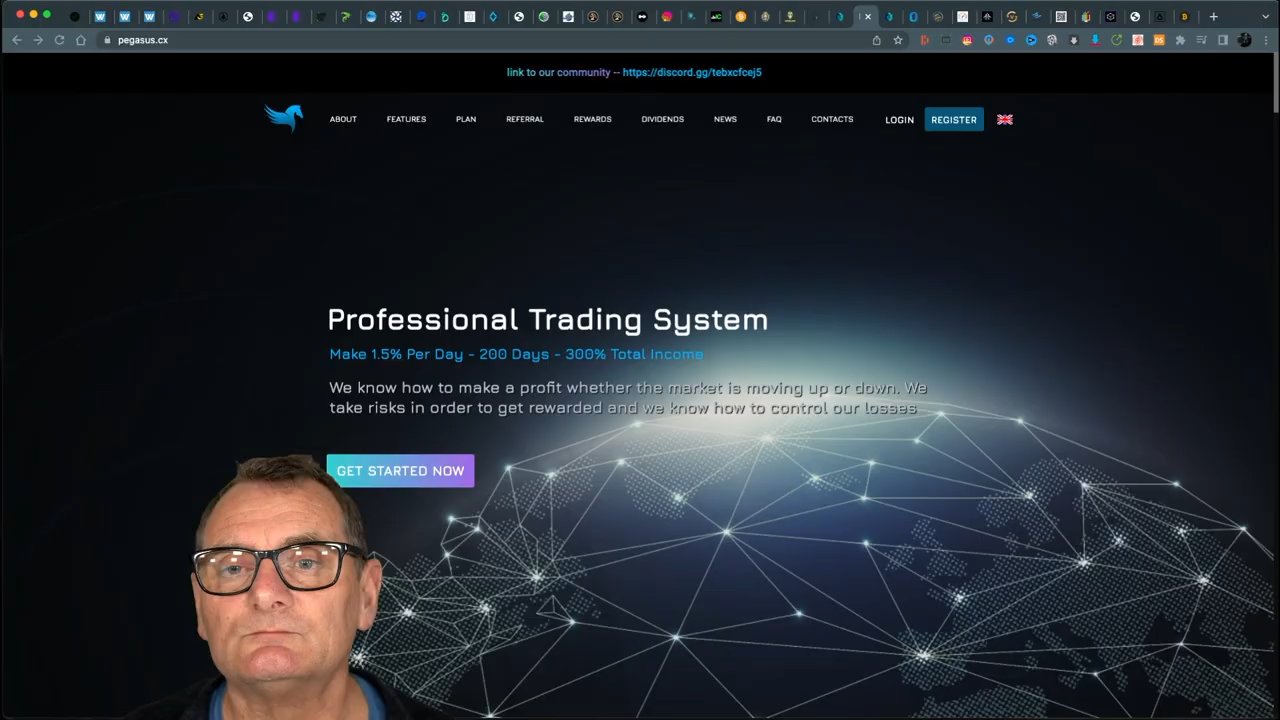 pegasus.cx
link to our community -- https://discord.gg/tebxcfcej5
ABOUT FEATURES PLAN REFERRAL REWARDS DIVIDENDS NEWS FAQ CONTACTS LOGIN REGISTER
Professional Trading System
Make 1.5% Per Day - 200 Days - 300% Total Income
We know how to make a profit whether the market is moving up or down. We
take risks in order to get rewarded and we know how to control our losses
GET STARTED NOW